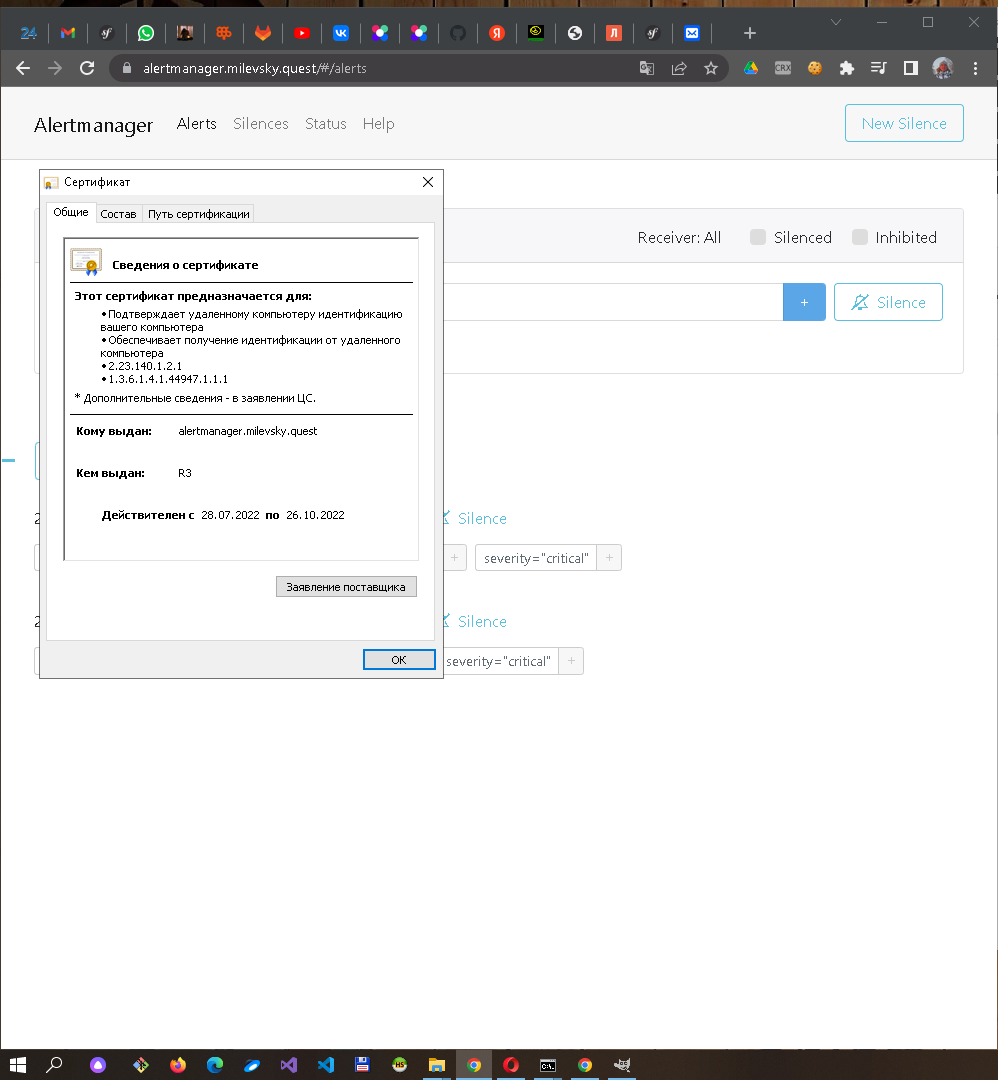 24
alertmanager.milevsky.quest/#/alerts
CRX
Alertmanager
Alerts
Silences
Status
Help
New Silence
Сертификат
Общие
Состав
Путь сертификации
Сведения о сертификате
Этот сертификат предназначается для:
•Подтверждает удаленному компьютеру идентификацию
вашего компьютера
•Обеспечивает получение идентификации от удаленного
компьютера
•2.23.140.1.2.1
•1.3.6.1.4.1.44947.1.1.1
* Дополнительные сведения - в заявлении ЦС.
Кому выдан: alertmanager.milevsky.quest
Кем выдан: R3
Действителен с 28.07.2022 по 26.10.2022
Заявление поставщика
ОК
Receiver: All
Silenced
Inhibited
+
Silence
Silence
+
severity="critical"
+
Silence
severity="critical"
+